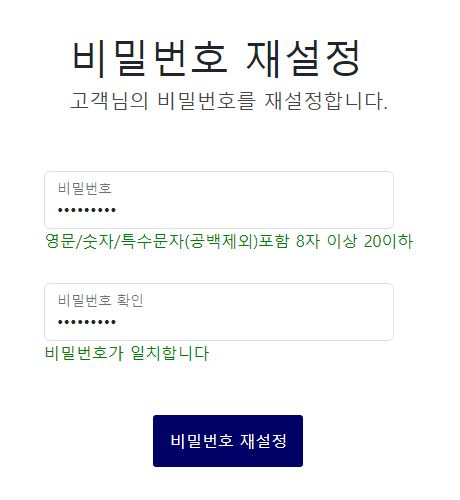 비밀번호 재설정
고객님의 비밀번호를 재설정합니다.
비밀번호
•••••••••
영문/숫자/특수문자(공백제외)포함 8자 이상 20이하
비밀번호 확인
•••••••••
비밀번호가 일치합니다
비밀번호 재설정